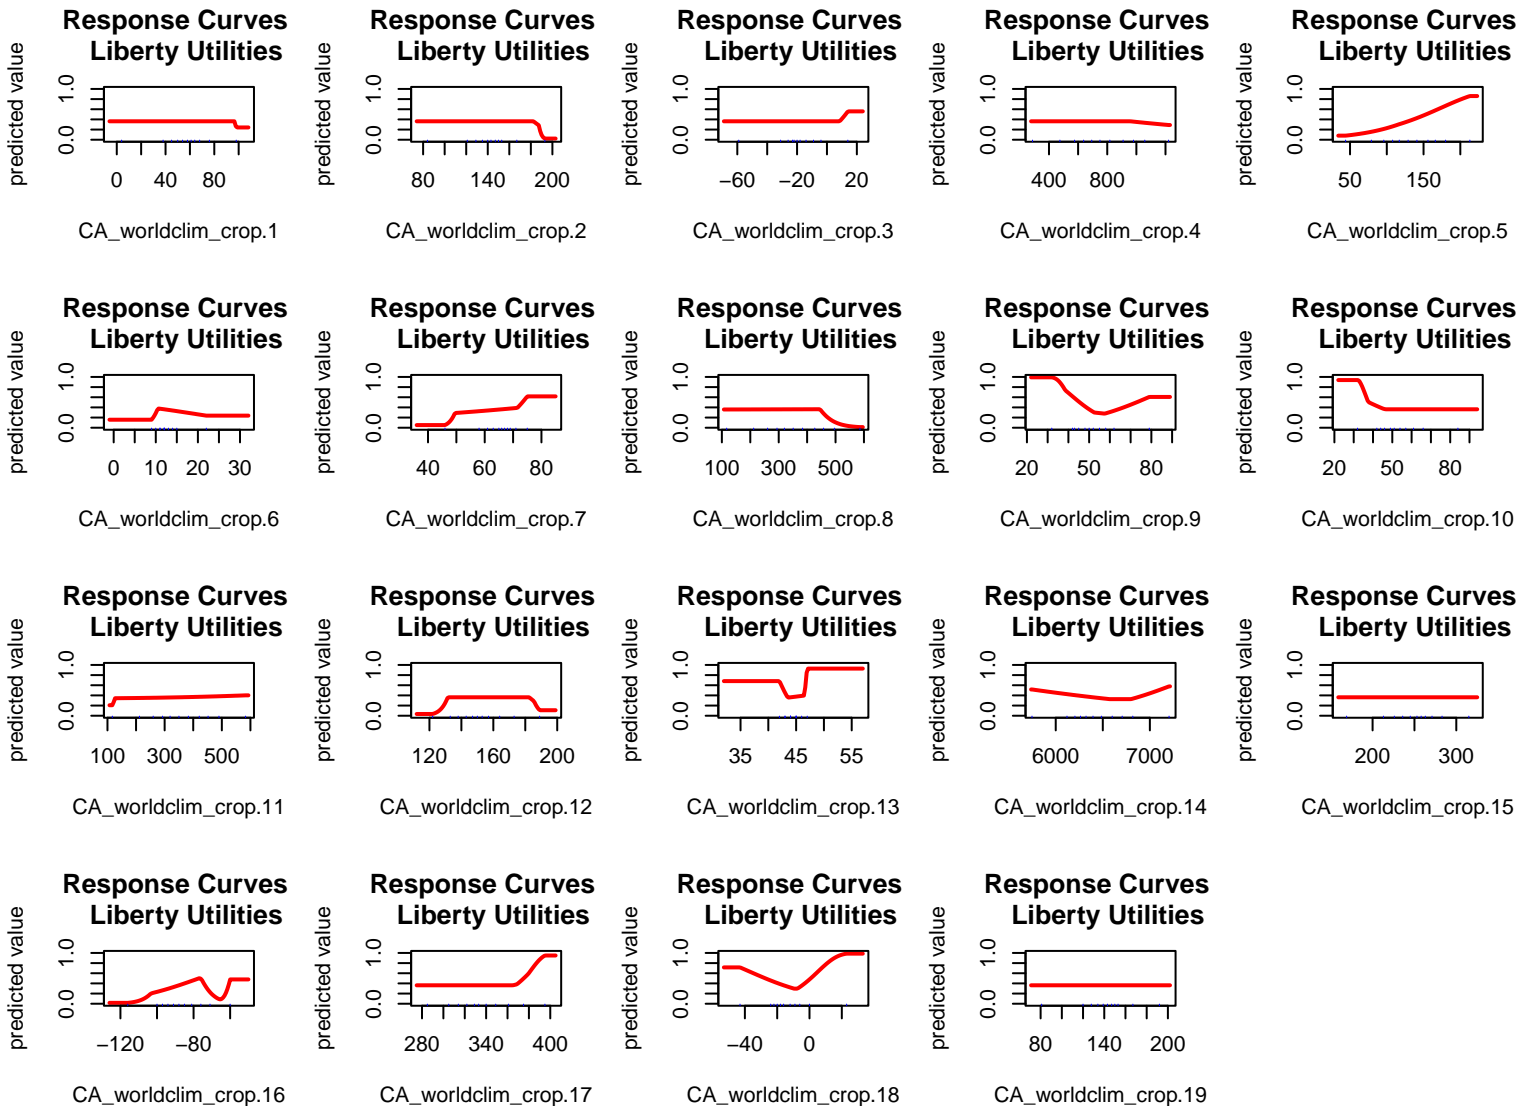 Response Curves
Liberty Utilities
predicted value
0.0 1.0
0 40 80
CA_worldclim_crop.1
Response Curves
Liberty Utilities
predicted value
0.0 1.0
80 140 200
CA_worldclim_crop.2
Response Curves
Liberty Utilities
predicted value
0.0 1.0
−60 −20 20
CA_worldclim_crop.3
Response Curves
Liberty Utilities
predicted value
0.0 1.0
400 800
CA_worldclim_crop.4
Response Curves
Liberty Utilities
predicted value
0.0 1.0
50 150
CA_worldclim_crop.5
Response Curves
Liberty Utilities
predicted value
0.0 1.0
0 10 20 30
CA_worldclim_crop.6
Response Curves
Liberty Utilities
predicted value
0.0 1.0
40 60 80
CA_worldclim_crop.7
Response Curves
Liberty Utilities
predicted value
0.0 1.0
100 300 500
CA_worldclim_crop.8
Response Curves
Liberty Utilities
predicted value
0.0 1.0
20 50 80
CA_worldclim_crop.9
Response Curves
Liberty Utilities
predicted value
0.0 1.0
20 50 80
CA_worldclim_crop.10
Response Curves
Liberty Utilities
predicted value
0.0 1.0
100 300 500
CA_worldclim_crop.11
Response Curves
Liberty Utilities
predicted value
0.0 1.0
120 160 200
CA_worldclim_crop.12
Response Curves
Liberty Utilities
predicted value
0.0 1.0
35 45 55
CA_worldclim_crop.13
Response Curves
Liberty Utilities
predicted value
0.0 1.0
6000 7000
CA_worldclim_crop.14
Response Curves
Liberty Utilities
predicted value
0.0 1.0
200 300
CA_worldclim_crop.15
Response Curves
Liberty Utilities
predicted value
0.0 1.0
−120 −80
CA_worldclim_crop.16
Response Curves
Liberty Utilities
predicted value
0.0 1.0
280 340 400
CA_worldclim_crop.17
Response Curves
Liberty Utilities
predicted value
0.0 1.0
−40 0
CA_worldclim_crop.18
Response Curves
Liberty Utilities
predicted value
0.0 1.0
80 140 200
CA_worldclim_crop.19